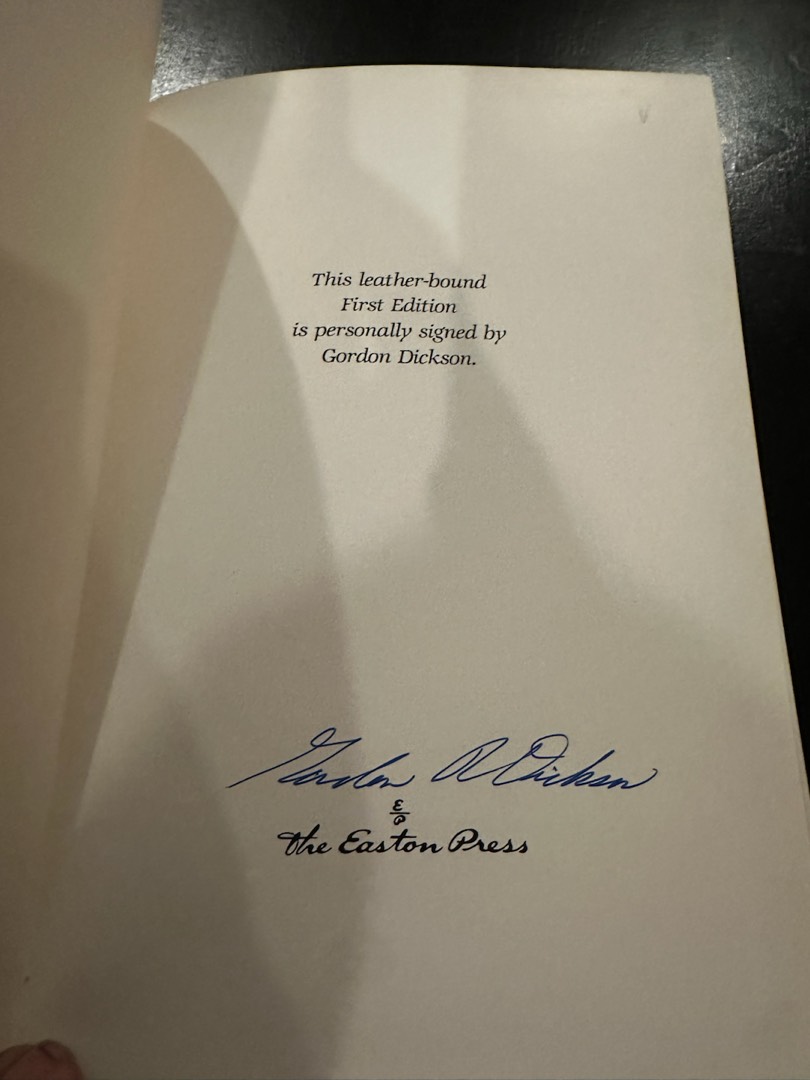 This leather-bound
First Edition
is personally signed by
Gordon Dickson.
Gordon R Dickson
E
P
The Easton Press